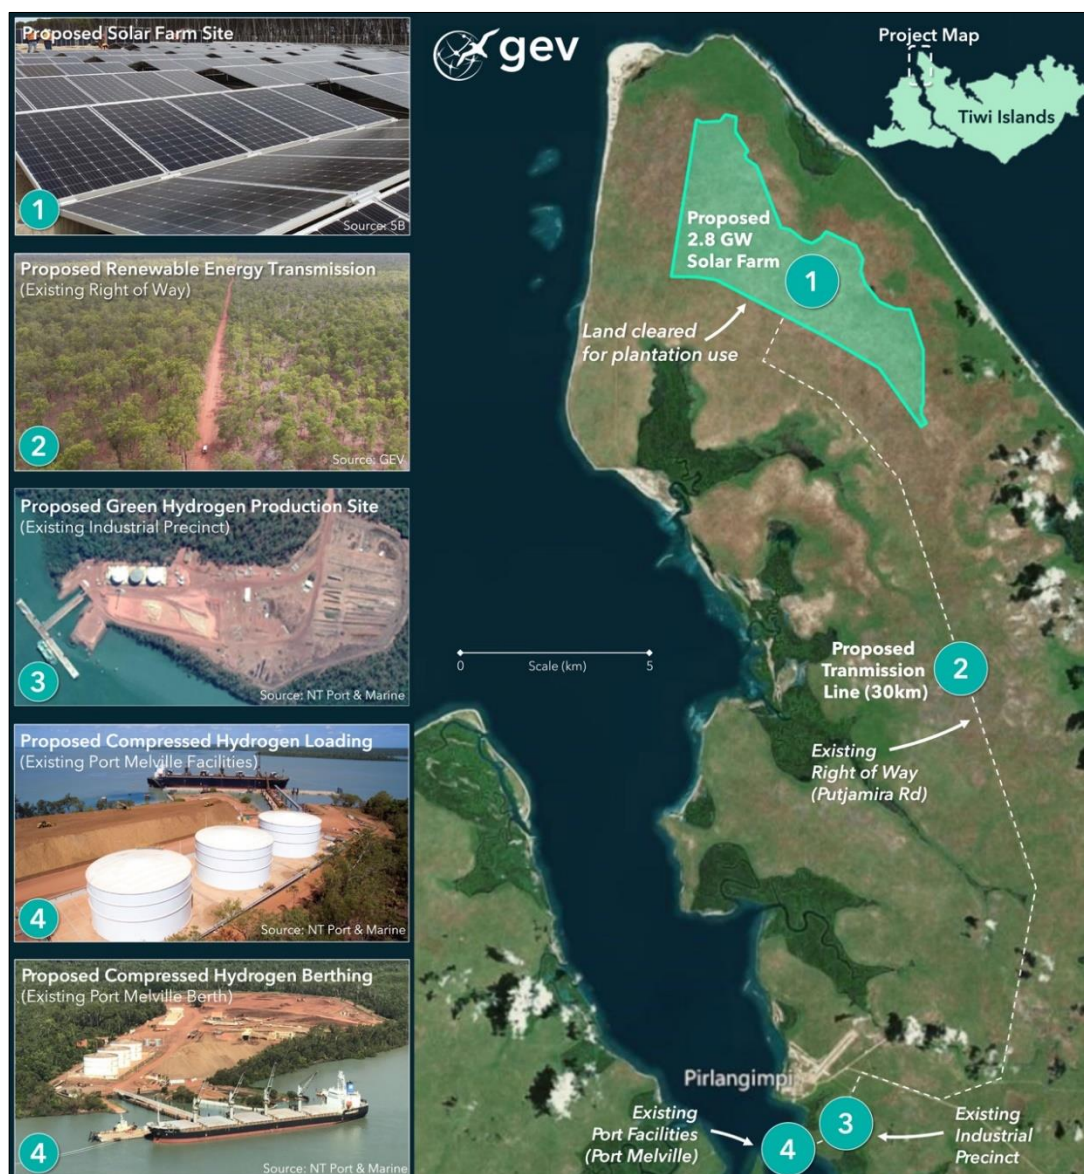 Proposed Solar Farm Site
1
Source: 5B
Proposed Renewable Energy Transmission
(Existing Right of Way)
2
Source: GEV
Proposed Green Hydrogen Production Site
(Existing Industrial Precinct)
3
Source: NT Port & Marine
Proposed Compressed Hydrogen Loading
(Existing Port Melville Facilities)
4
Source: NT Port & Marine
Proposed Compressed Hydrogen Berthing
(Existing Port Melville Berth)
4
Source: NT Port & Marine
gev
Project Map
Tiwi Islands
Proposed
2.8 GW
Solar Farm
1
Land cleared
for plantation use
0
Scale (km)
5
Proposed
Tranmission
Line (30km)
2
Existing
Right of Way
(Putjamira Rd)
Pirlangimpi
Existing
Port Facilities
(Port Melville)
4
3
Existing
Industrial
Precinct